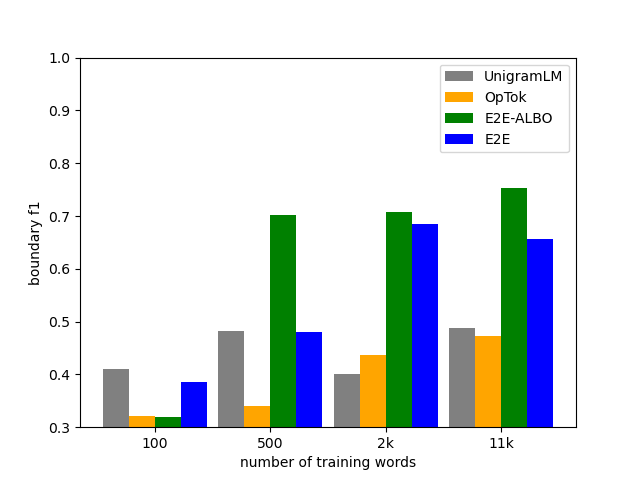 1.0
0.9
0.8
0.7
0.6
0.5
0.4
0.3
boundary f1
UnigramLM
OpTok
E2E-ALBO
E2E
100 500 2k 11k
number of training words